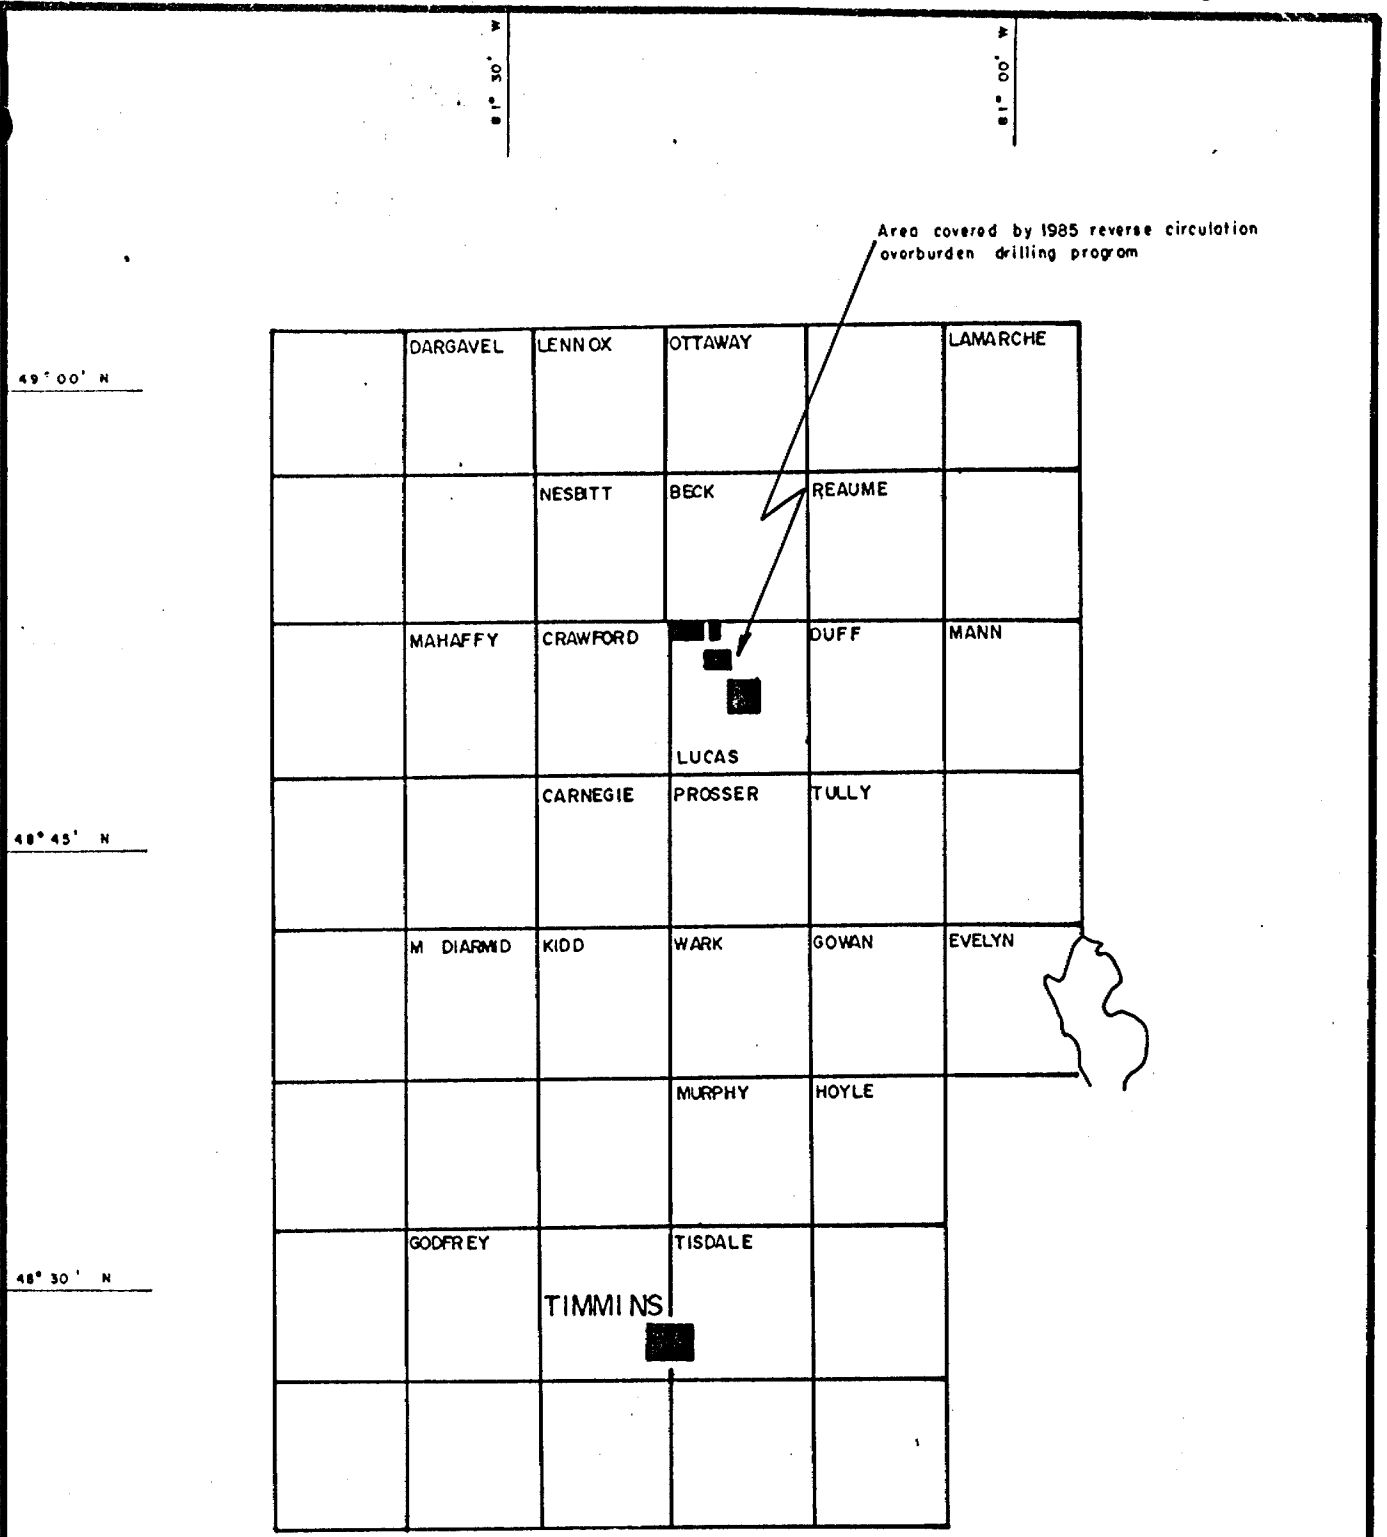 81° 30' W
81° 00' W
Area covered by 1985 reverse circulation
overburden drilling program
DARGAVEL LENNOX OTTAWAY LAMARCHE
49° 00' N
NESBITT BECK REAUME
MAHAFFY CRAWFORD DUFF MANN
LUCAS
CARNEGIE PROSSER TULLY
48° 45' N
M DIARMID KIDD WARK GOWAN EVELYN
MURPHY HOYLE
GODFREY TISDALE
48° 30' N
TIMMINS